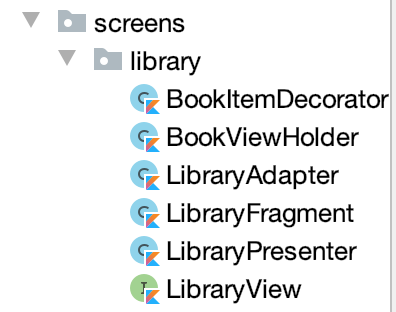 screens
library
BookItemDecorator
BookViewHolder
LibraryAdapter
LibraryFragment
LibraryPresenter
LibraryView